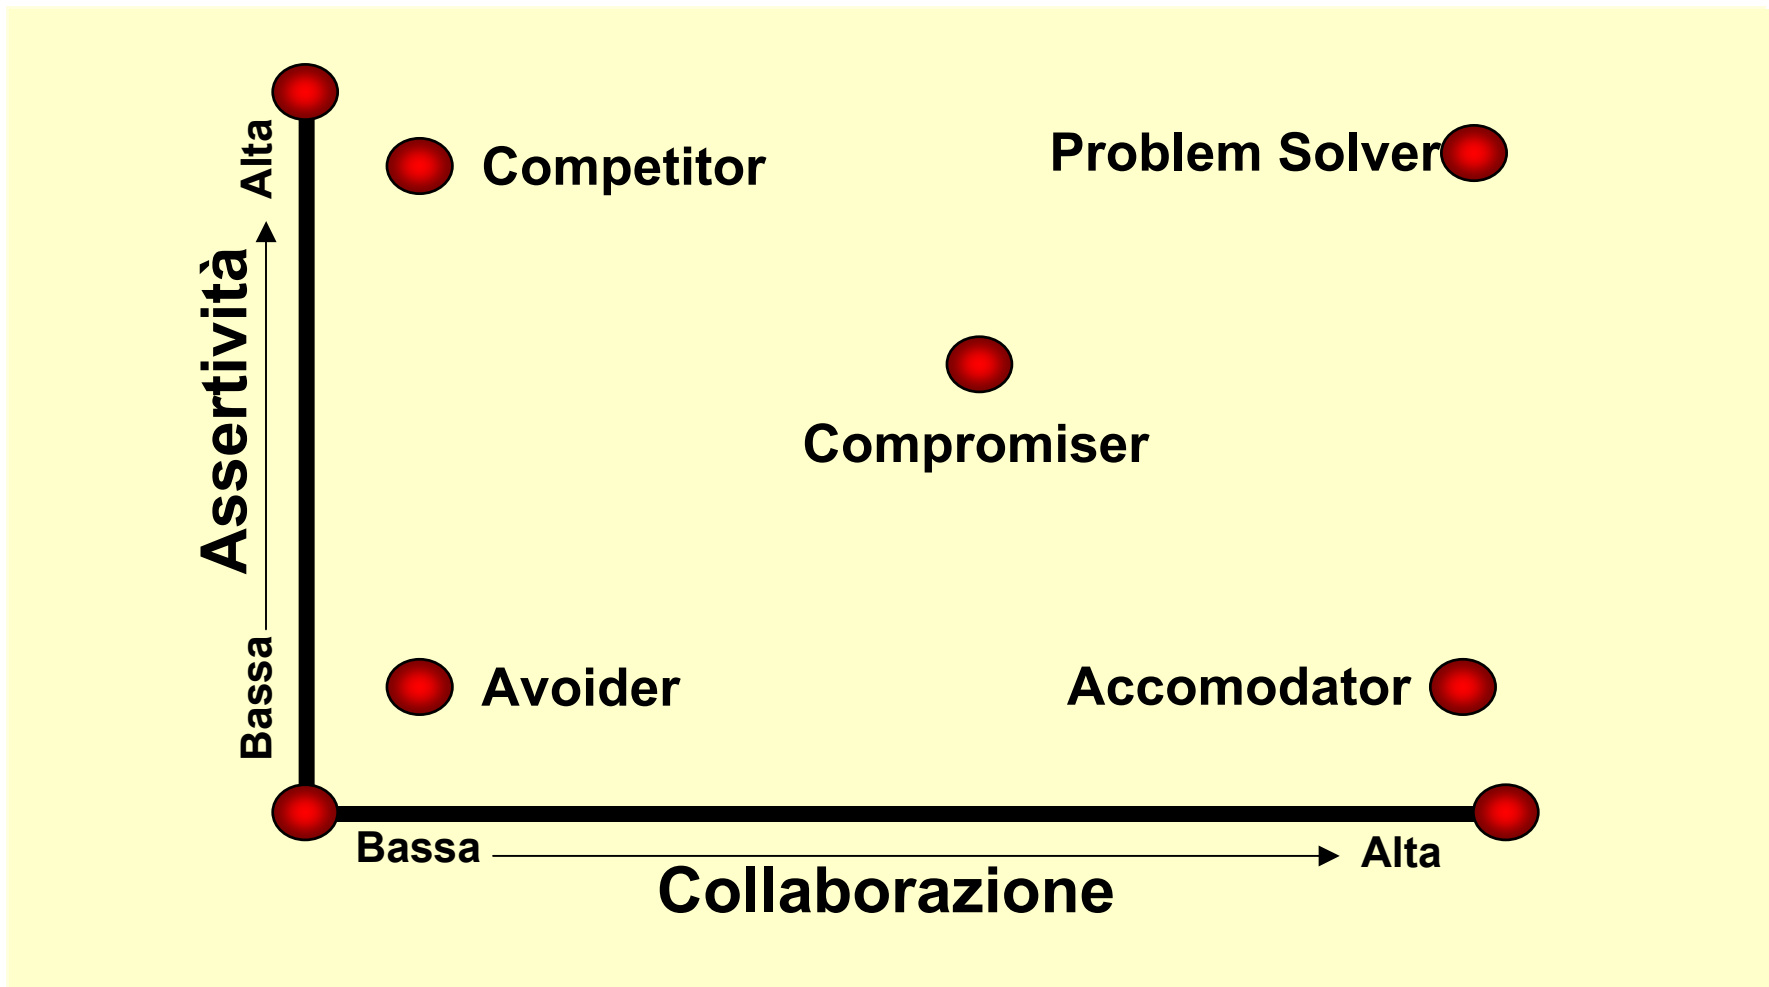 Alta
Competitor
Problem Solver
Assertività
Compromiser
Bassa
Avoider
Accomodator
Bassa
Alta
Collaborazione